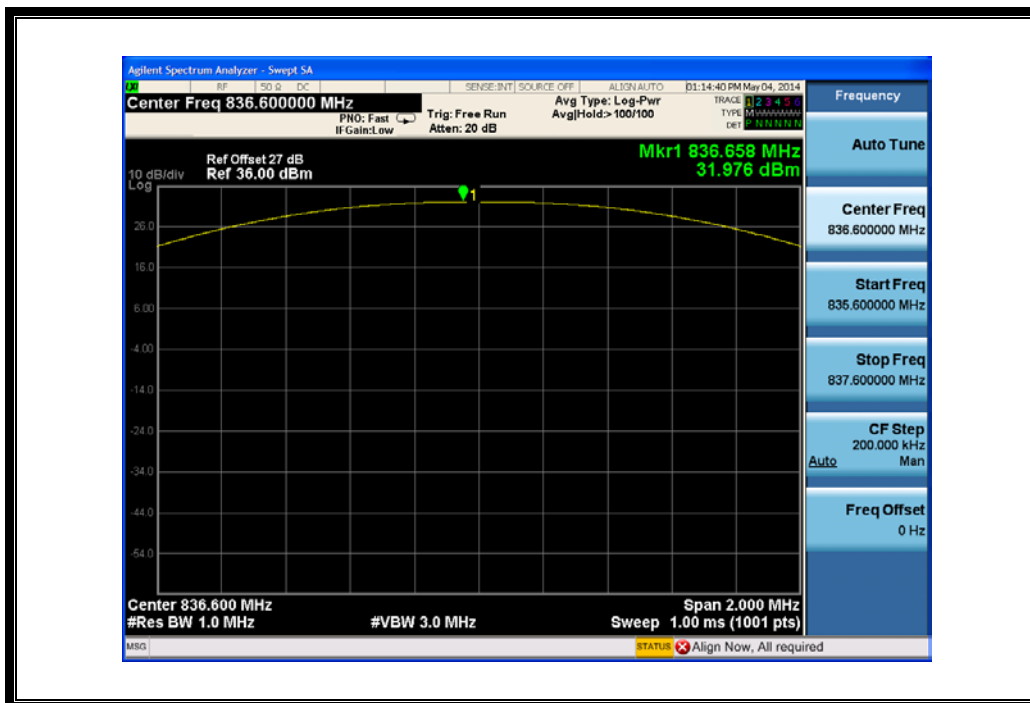 Agilent Spectrum Analyzer - Swept SA
RF 50 Ω DC SENSE:INT SOURCE OFF ALIGN AUTO 01:14:40 PM May 04, 2014
Center Freq 836.600000 MHz
PNO: Fast
IFGain:Low
Trig: Free Run
Atten: 20 dB
Avg Type: Log-Pwr
Avg|Hold:> 100/100
TRACE 1 2 3 4 5 6
TYPE M
DET P N N N N N
Ref Offset 27 dB
Ref 36.00 dBm
10 dB/div
Log
Mkr1 836.658 MHz
31.976 dBm
1
26.0
16.0
6.00
-4.00
-14.0
-24.0
-34.0
-44.0
-54.0
Center 836.600 MHz
Span 2.000 MHz
#Res BW 1.0 MHz
#VBW 3.0 MHz
Sweep 1.00 ms (1001 pts)
MSG
STATUS Align Now, All required
Frequency
Auto Tune
Center Freq
836.600000 MHz
Start Freq
835.600000 MHz
Stop Freq
837.600000 MHz
CF Step
200.000 kHz
Auto Man
Freq Offset
0 Hz